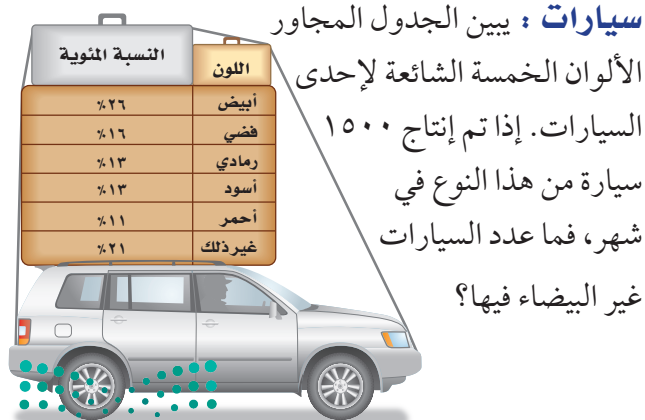 سيارات : يبين الجدول المجاور
الألوان الخمسة الشائعة لإحدى
السيارات. إذا تم إنتاج ١٥٠٠
سيارة من هذا النوع في
شهر، فما عدد السيارات
غير البيضاء فيها؟
اللون النسبة المئوية
أبيض ٢٦٪
فضي ١٦٪
رمادي ١٣٪
أسود ١٣٪
أحمر ١١٪
غير ذلك ٢١٪